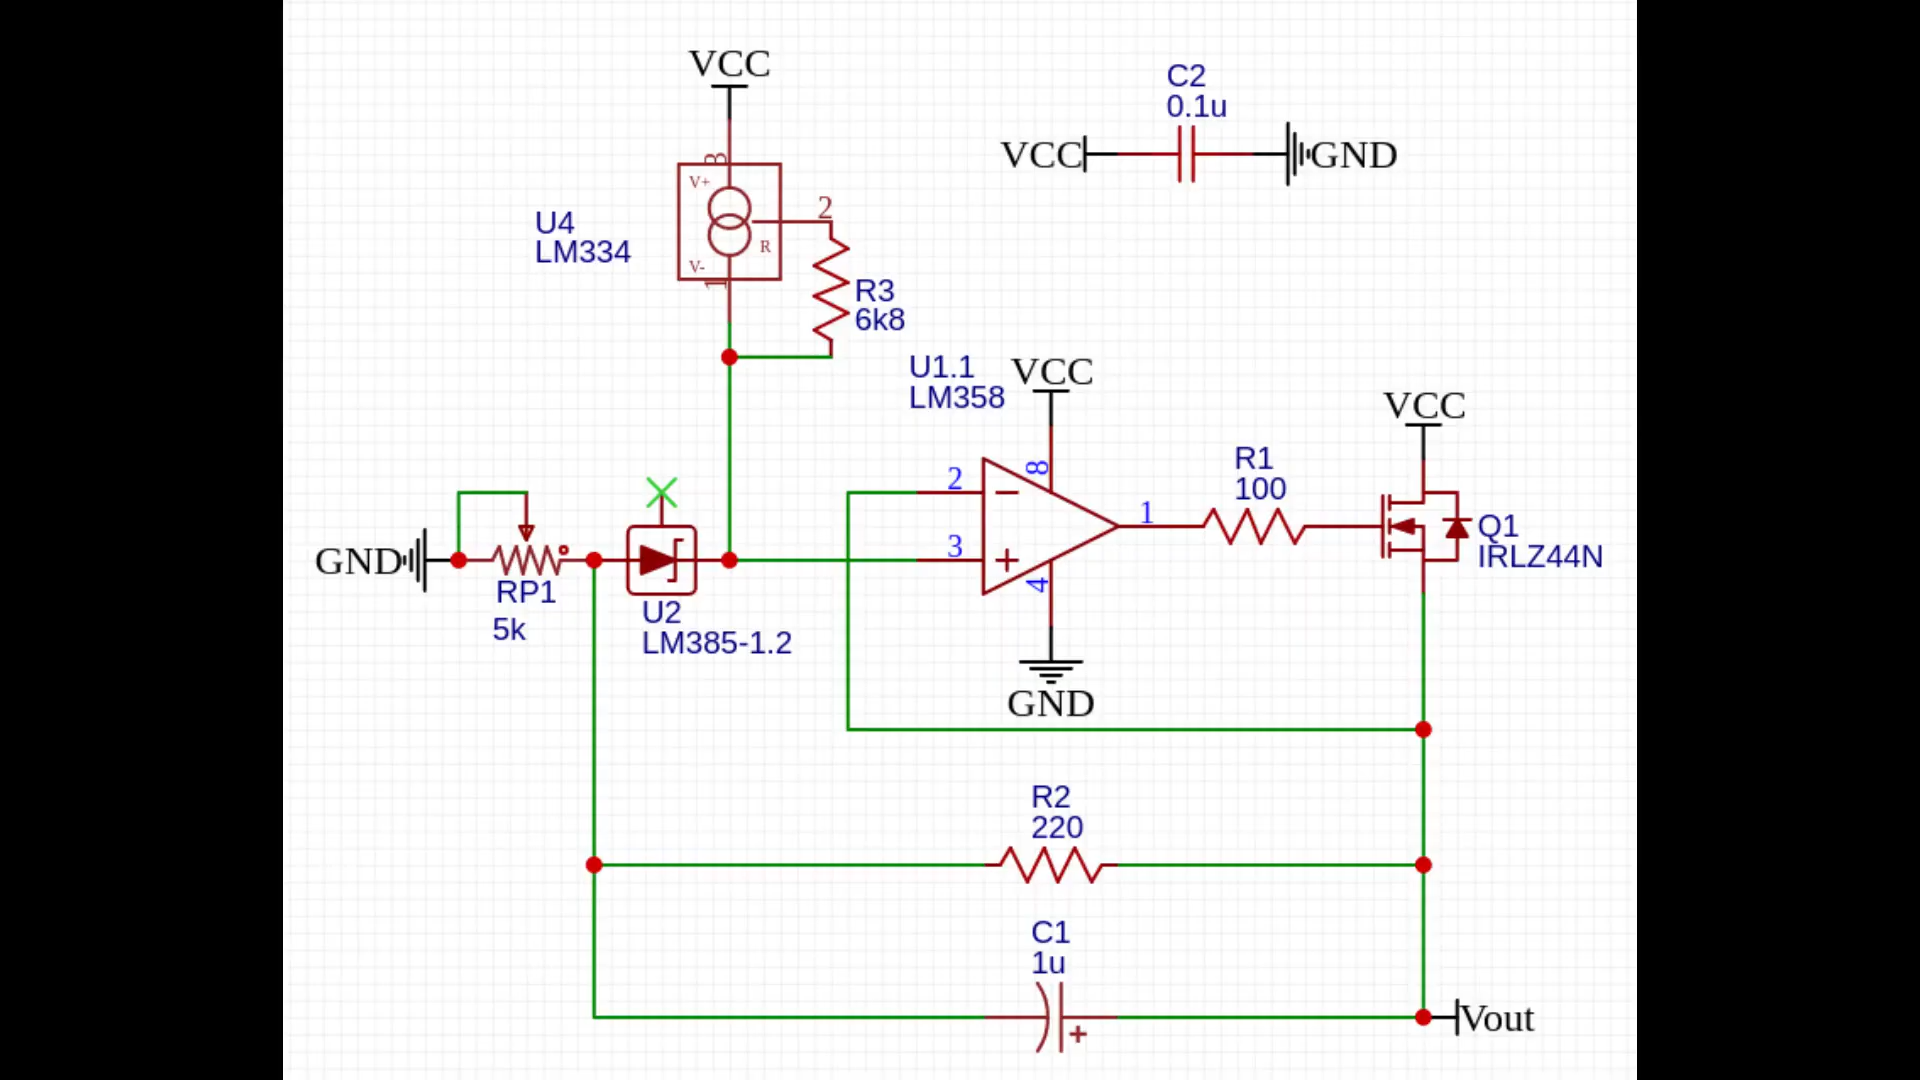 VCC
C2
0.1u
VCC
GND
3
V+
2
U4
LM334
R
V-
1
R3
6k8
U1.1
LM358
VCC
VCC
8
R1
100
2
1
3
Q1
IRLZ44N
GND
4
RP1
5k
U2
LM385-1.2
GND
R2
220
C1
1u
+
Vout